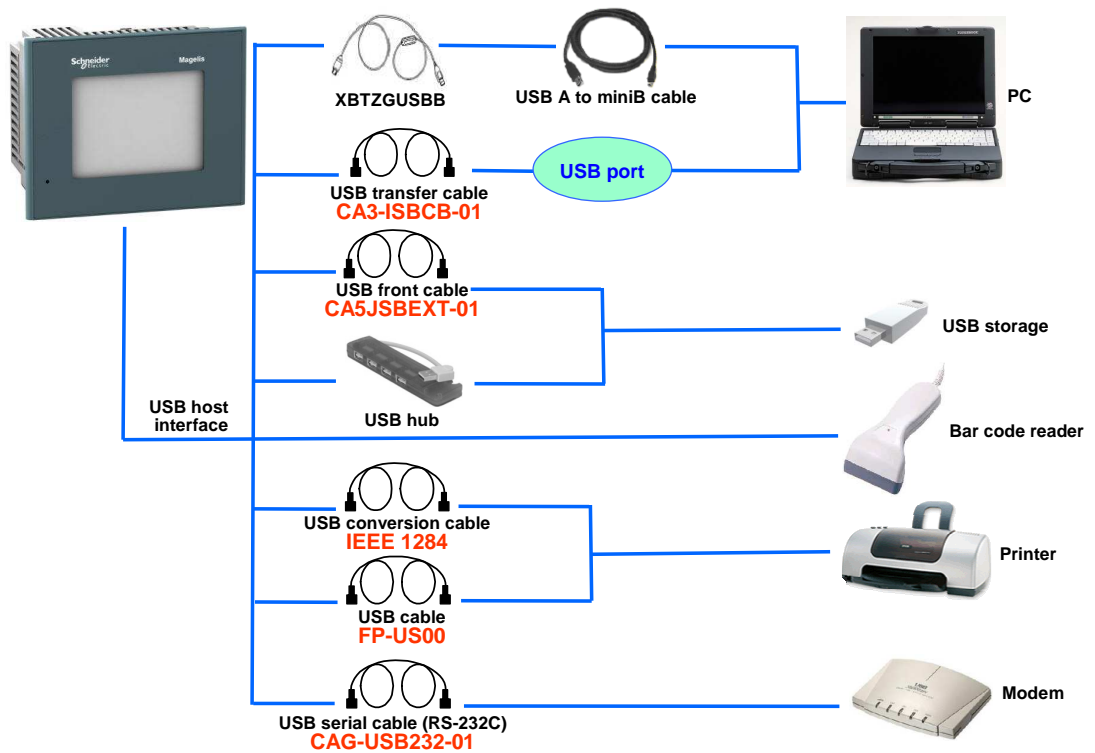 Schneider
Electric
Magelis
XBTZGUSBB
USB A to miniB cable
PC
USB transfer cable
CA3-ISBCB-01
USB port
USB front cable
CA5JSBEXT-01
USB storage
USB hub
USB host
interface
Bar code reader
USB conversion cable
IEEE 1284
Printer
USB cable
FP-US00
Modem
USB serial cable (RS-232C)
CAG-USB232-01